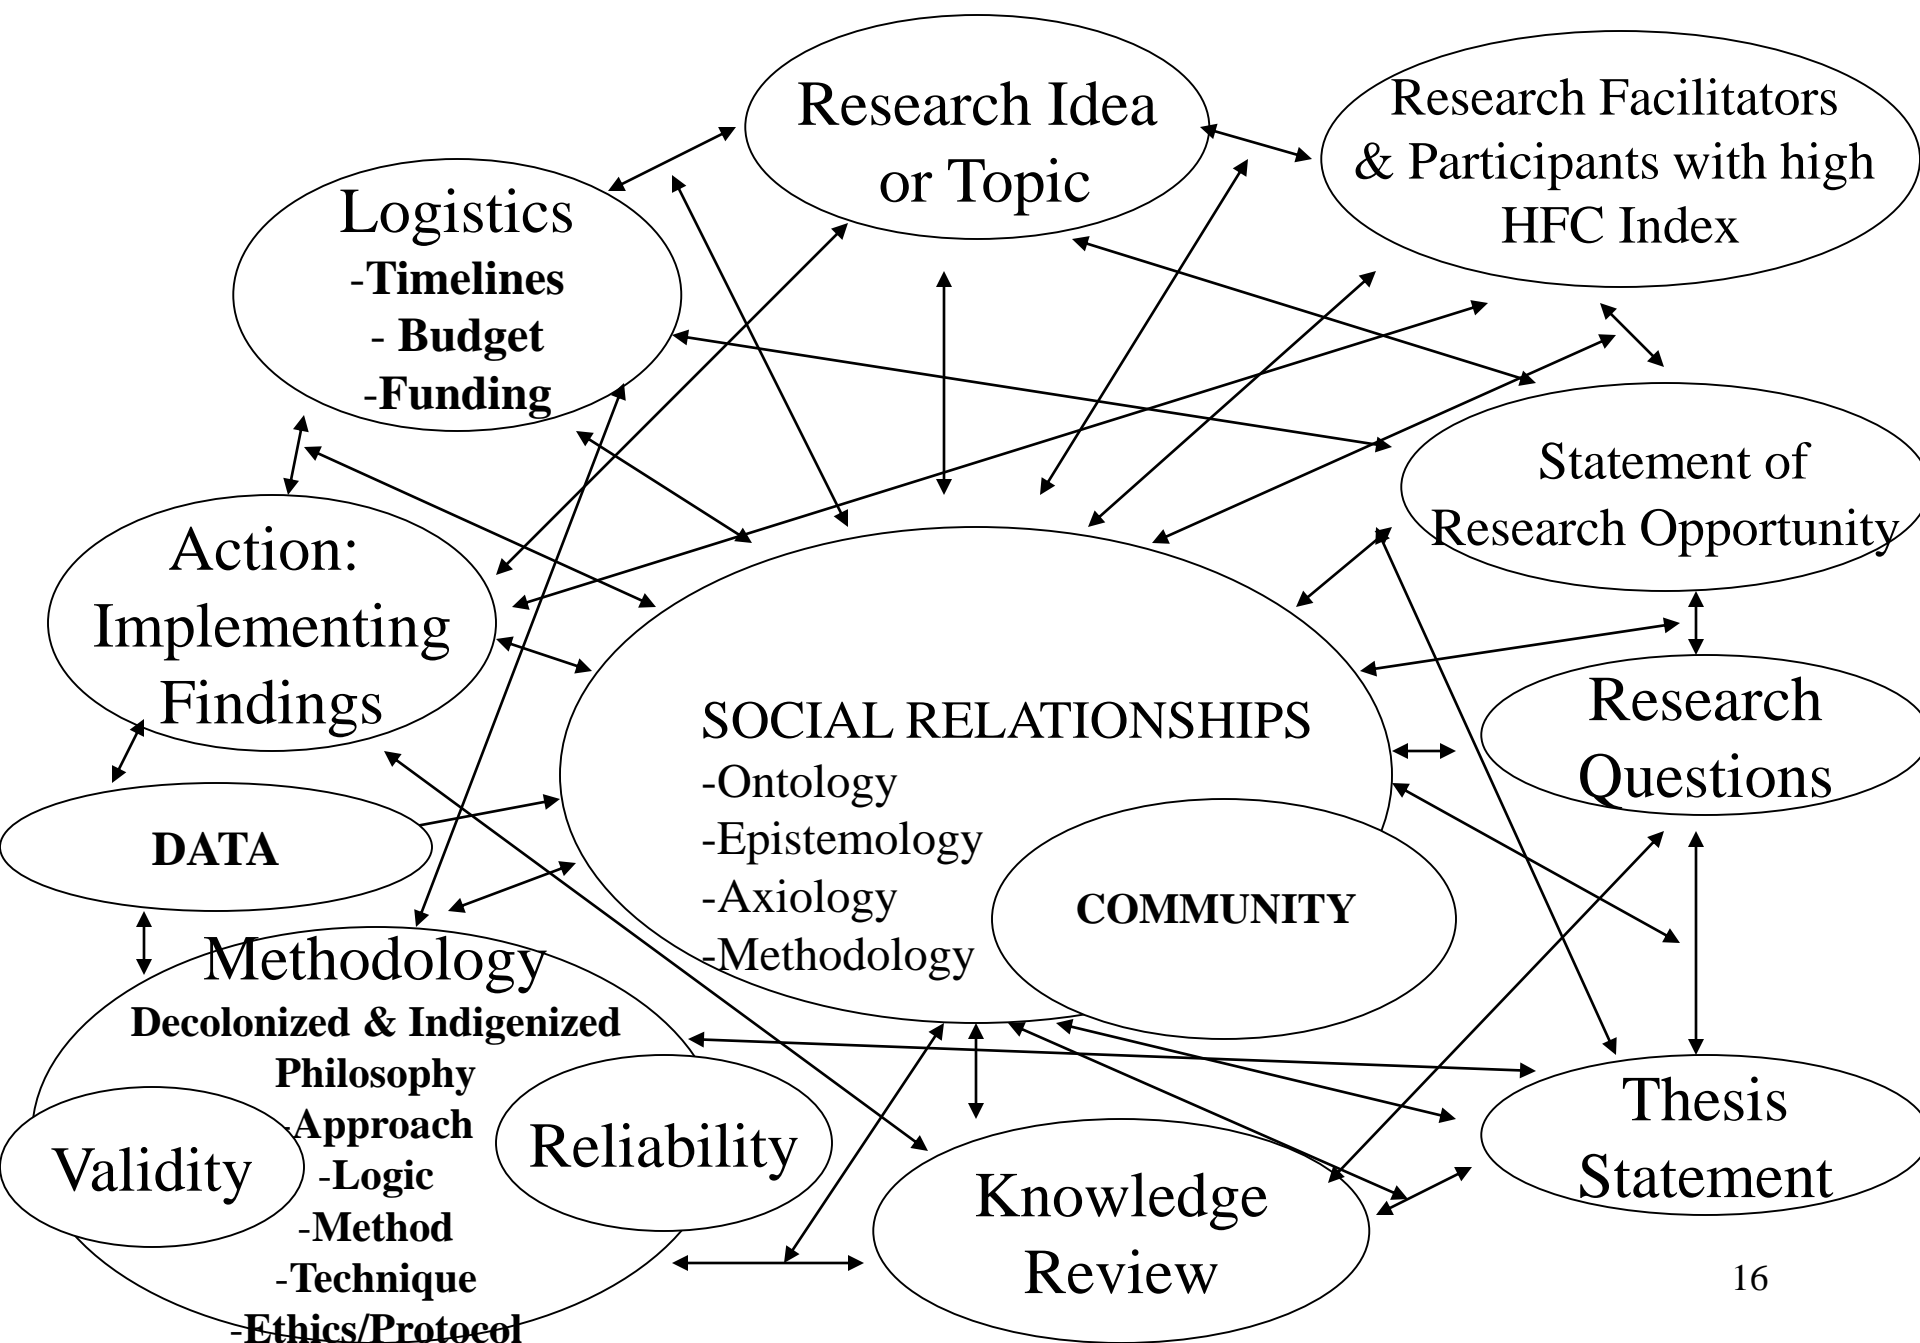 Research Idea
or Topic
Research Facilitators
& Participants with high
HFC Index
Logistics
-Timelines
- Budget
-Funding
Statement of
Research Opportunity
Action:
Implementing
Findings
SOCIAL RELATIONSHIPS
-Ontology
-Epistemology
-Axiology
-Methodology
COMMUNITY
Research
Questions
DATA
Methodology
Decolonized & Indigenized
Philosophy
-Approach
-Logic
-Method
-Technique
-Ethics/Protocol
Validity
Reliability
Knowledge
Review
Thesis
Statement
16